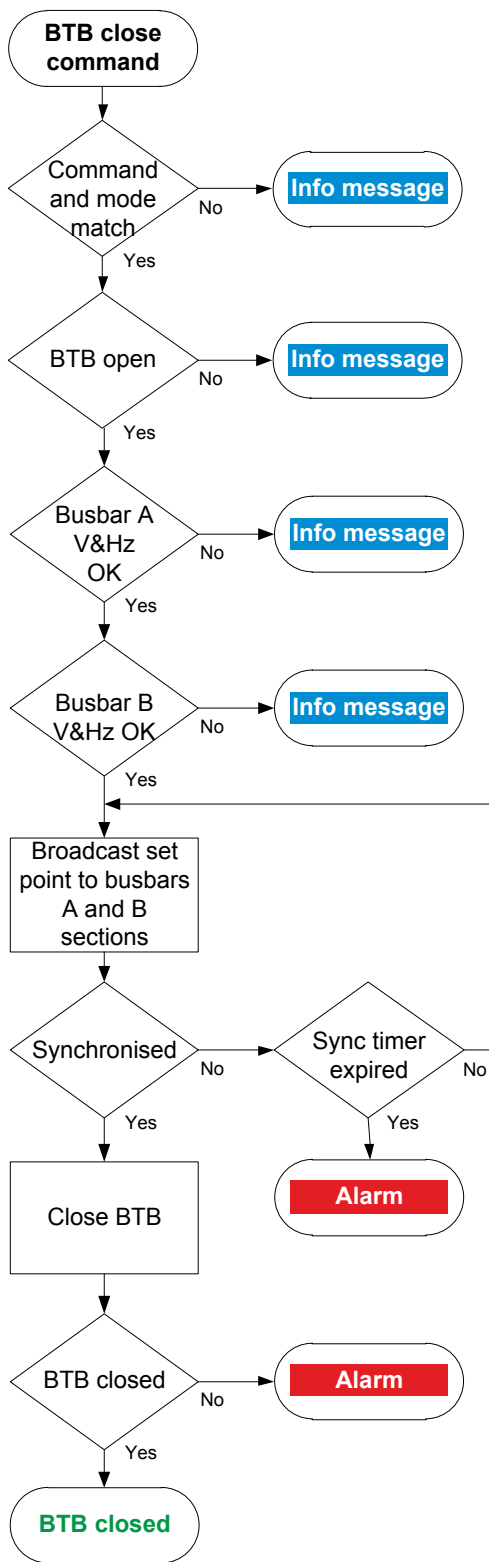 BTB close
command
Command
and mode
match
No
Info message
Yes
BTB open
No
Info message
Yes
Busbar A
V&Hz
OK
No
Info message
Yes
Busbar B
V&Hz OK
No
Info message
Yes
Broadcast set
point to busbars
A and B
sections
Synchronised
No
Sync timer
expired
No
Yes
Yes
Alarm
Close BTB
BTB closed
No
Alarm
Yes
BTB closed